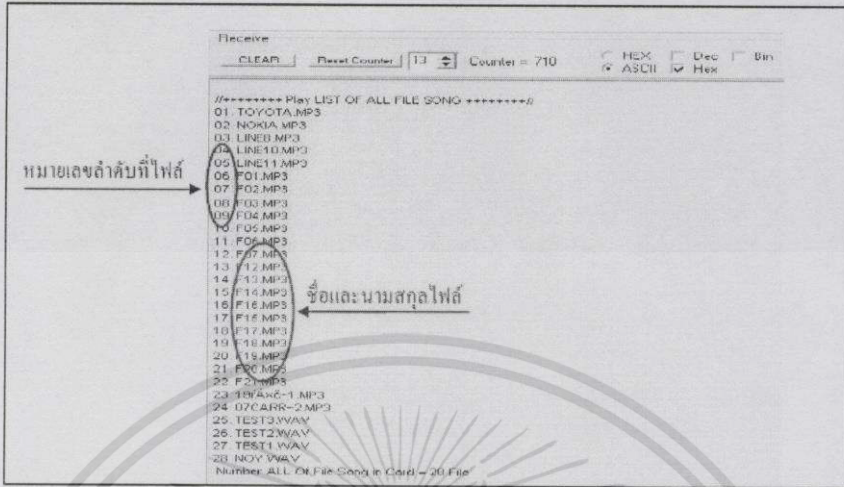 Receive
CLEAR Reset Counter 13 Counter = 710 HEX Dec Bin
ASCII Hex
//++++++++ Play LIST OF ALL FILE SONG ++++++++//
01. TOYOTA.MP3
02. NOKIA.MP3
03. LINE8.MP3
04. LINE10.MP3
05. LINE11.MP3
06. F01.MP3
07. F02.MP3
08. F03.MP3
09. F04.MP3
10. F05.MP3
11. F06.MP3
12. F07.MP3
13. F12.MP3
14. F13.MP3
15. F14.MP3
16. F16.MP3
17. F15.MP3
18. F17.MP3
19. F18.MP3
20. F19.MP3
21. F20.MP3
22. F21.MP3
23.
24. 07CARR~2.MP3
25. TEST3.WAV
26. TEST2.WAV
27. TEST1.WAV
28. NOY.WAV
Number ALL Of File Song in Card = File
หมายเลขลำดับที่ไฟล์
ชื่อและนามสกุลไฟล์